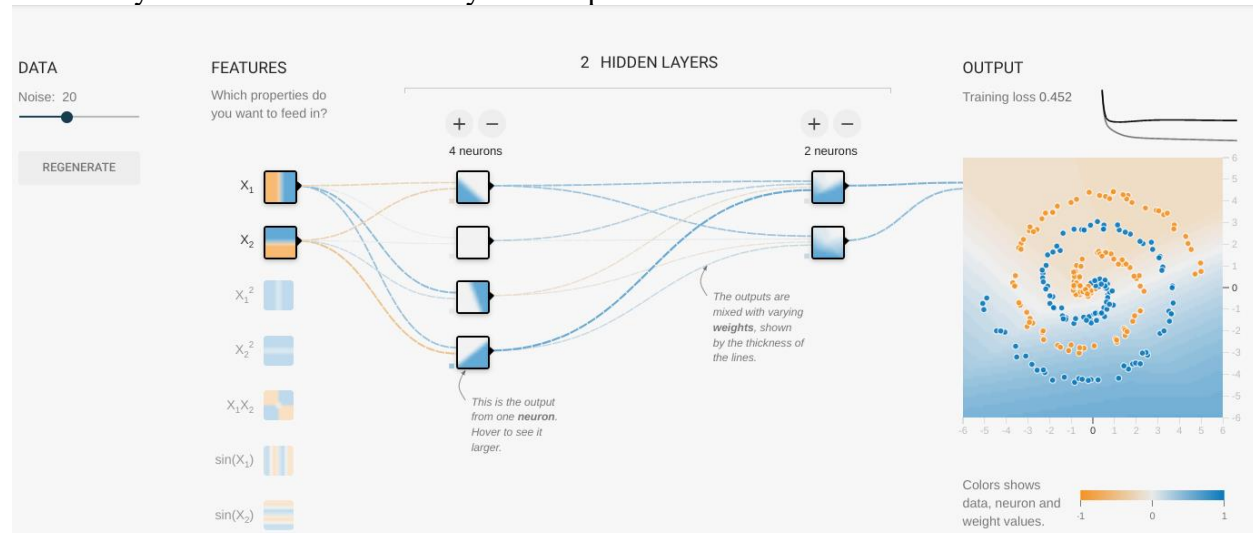 DATA
Noise: 20
REGENERATE
FEATURES
Which properties do
you want to feed in?
X₁
X₂
X₁²
X₂²
X₁X₂
sin(X₁)
sin(X₂)
2 HIDDEN LAYERS
+ −
4 neurons
+ −
2 neurons
This is the output
from one neuron.
Hover to see it
larger.
The outputs are
mixed with varying
weights, shown
by the thickness of
the lines.
OUTPUT
Training loss 0.452
6
5
4
3
2
1
0
-1
-2
-3
-4
-5
-6
-6 -5 -4 -3 -2 -1 0 1 2 3 4 5 6
Colors shows
data, neuron and
weight values.
-1 0 1